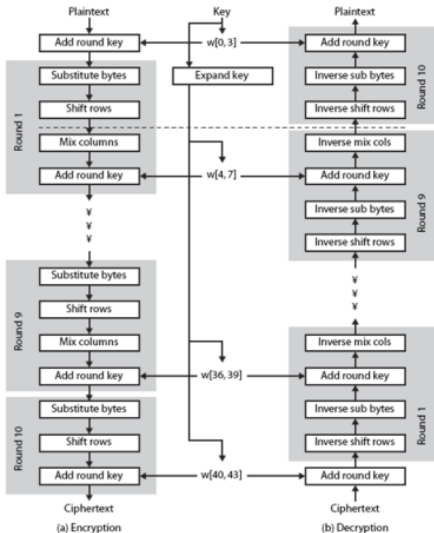 Plaintext
Key
Plaintext
Add round key
w[0, 3]
Add round key
Substitute bytes
Expand key
Inverse sub bytes
Round 10
Round 1
Shift rows
Inverse shift rows
Mix columns
Inverse mix cols
Add round key
w[4, 7]
Add round key
Round 9
Inverse sub bytes
¥
¥
¥
Inverse shift rows
Substitute bytes
¥
¥
¥
Round 9
Shift rows
Mix columns
Inverse mix cols
Add round key
w[36, 39]
Add round key
Substitute bytes
Inverse sub bytes
Round 1
Round 10
Shift rows
Inverse shift rows
Add round key
w[40, 43]
Add round key
Ciphertext
Ciphertext
(a) Encryption
(b) Decryption